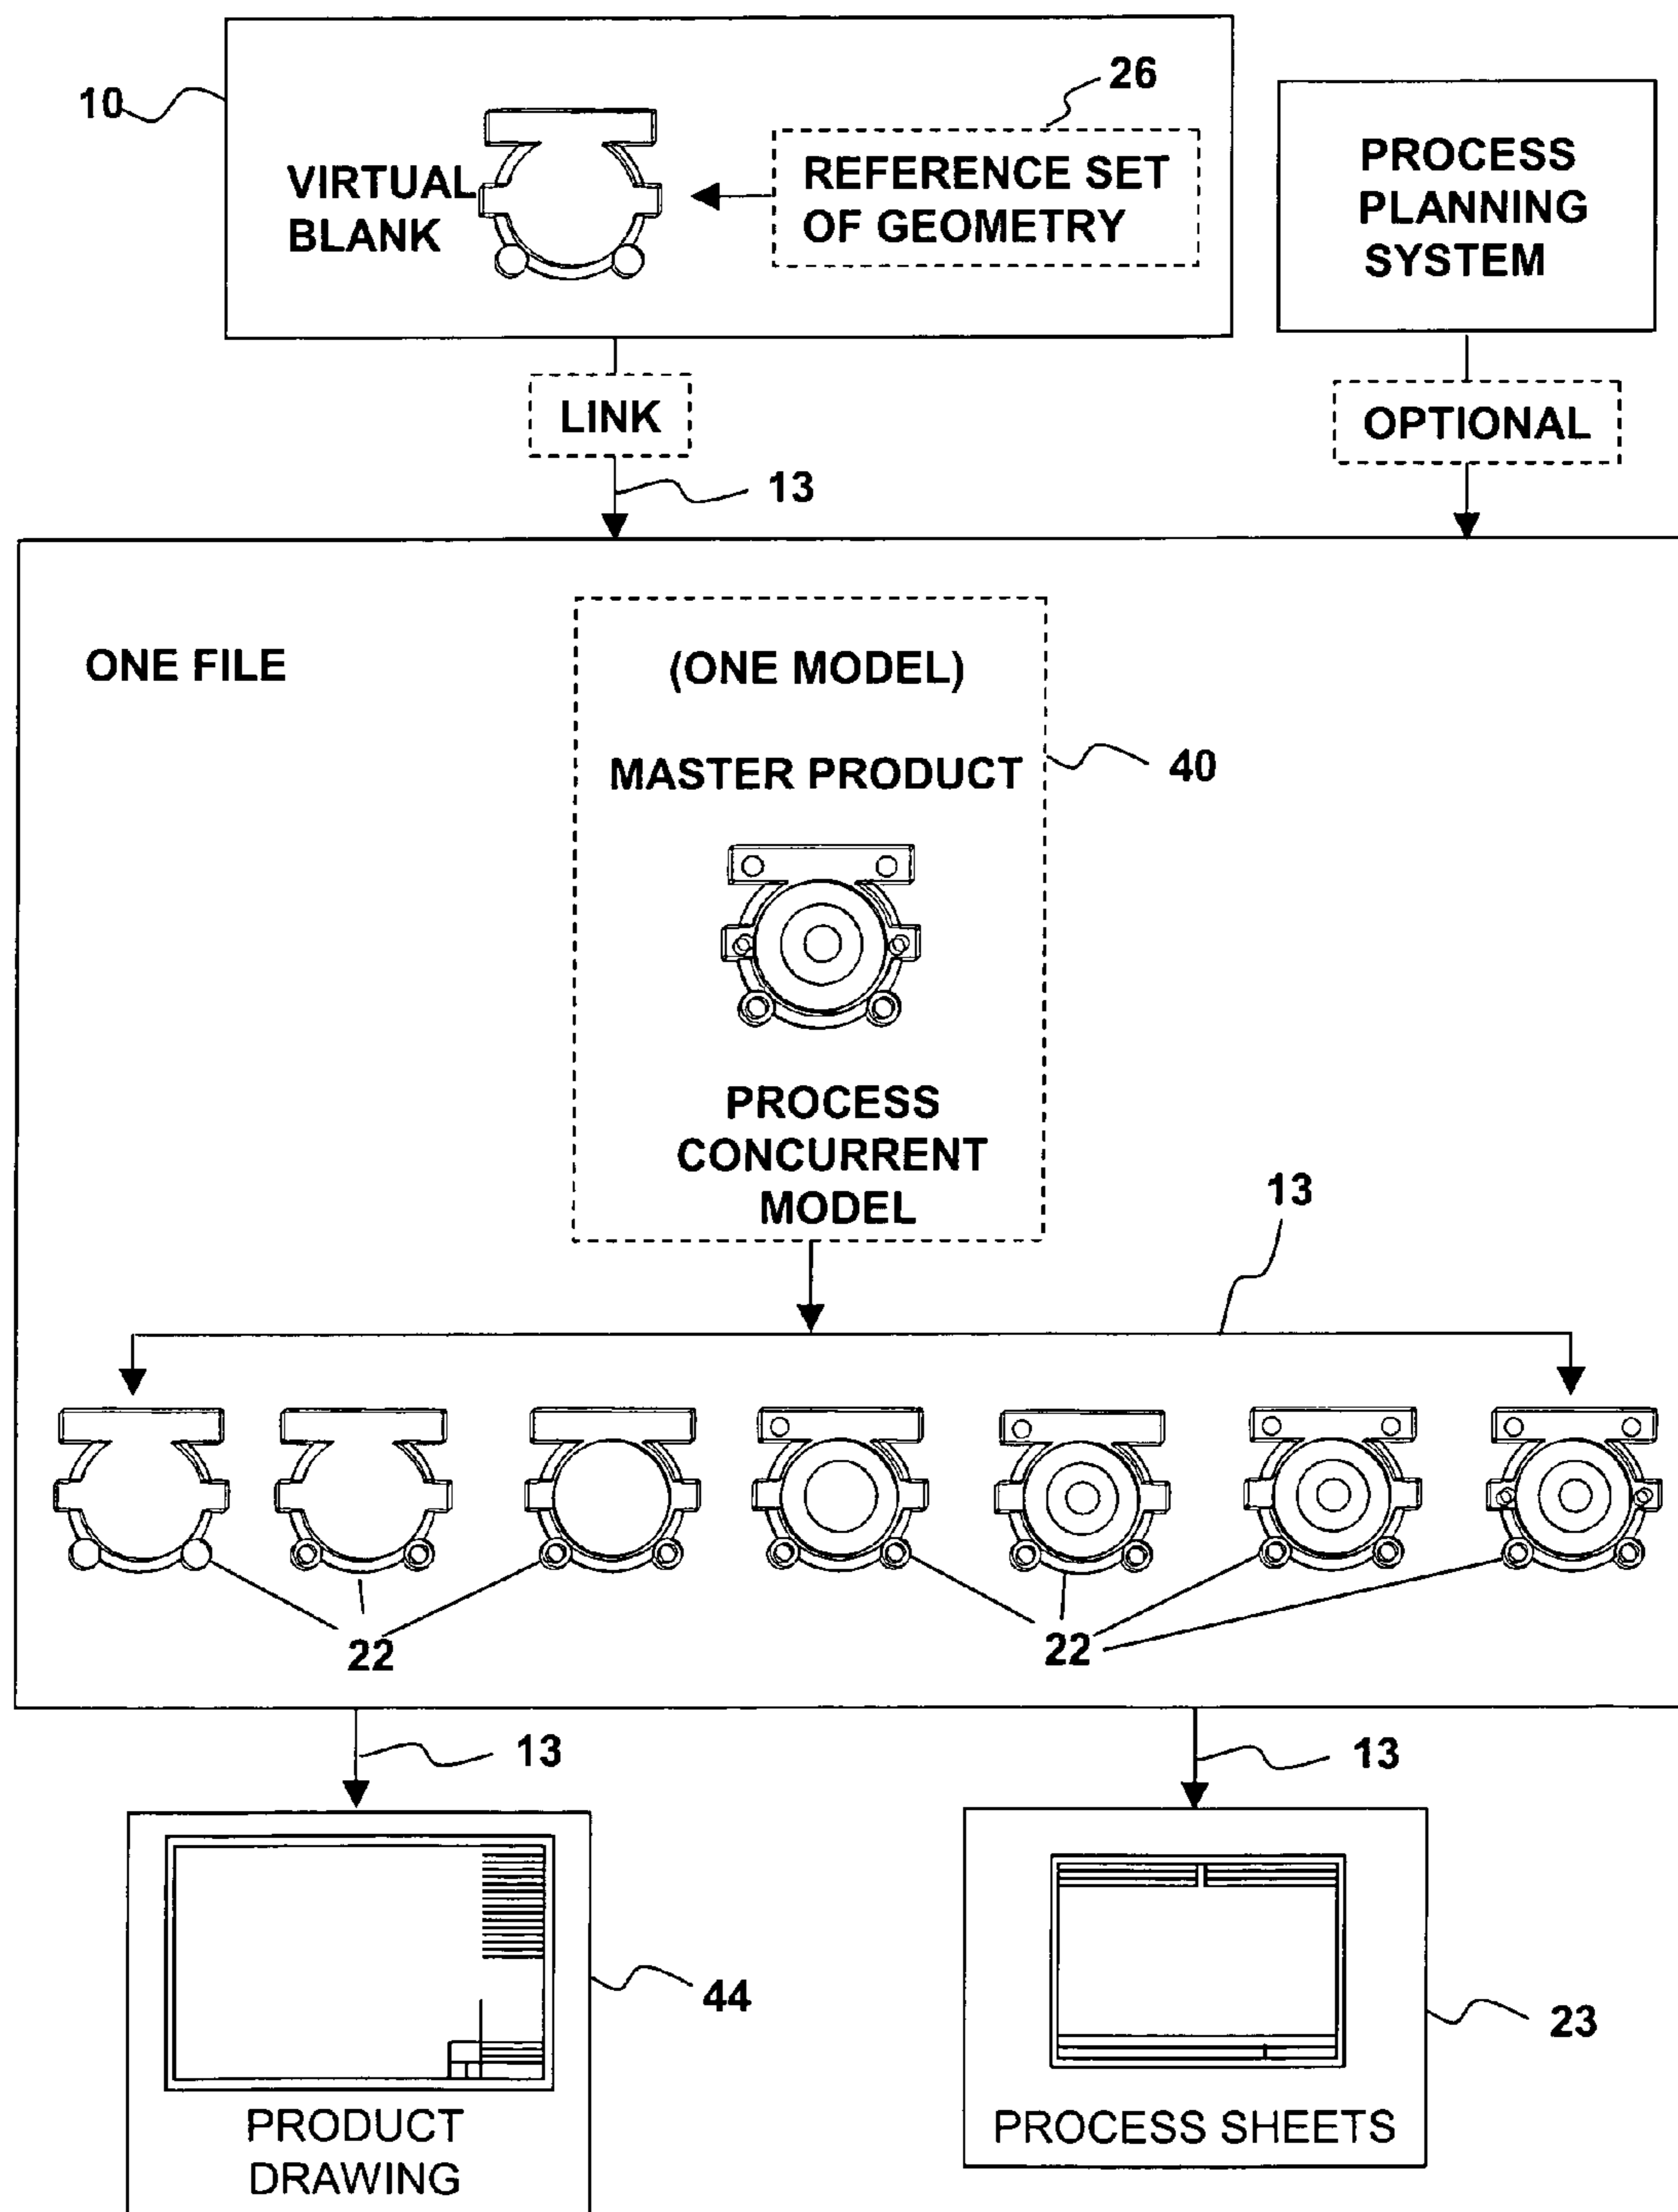 26
10
VIRTUAL
BLANK
REFERENCE SET
OF GEOMETRY
PROCESS
PLANNING
SYSTEM
LINK
OPTIONAL
13
ONE FILE
(ONE MODEL)
MASTER PRODUCT
40
PROCESS
CONCURRENT
MODEL
13
22
22
13
13
44
23
PRODUCT
DRAWING
PROCESS SHEETS